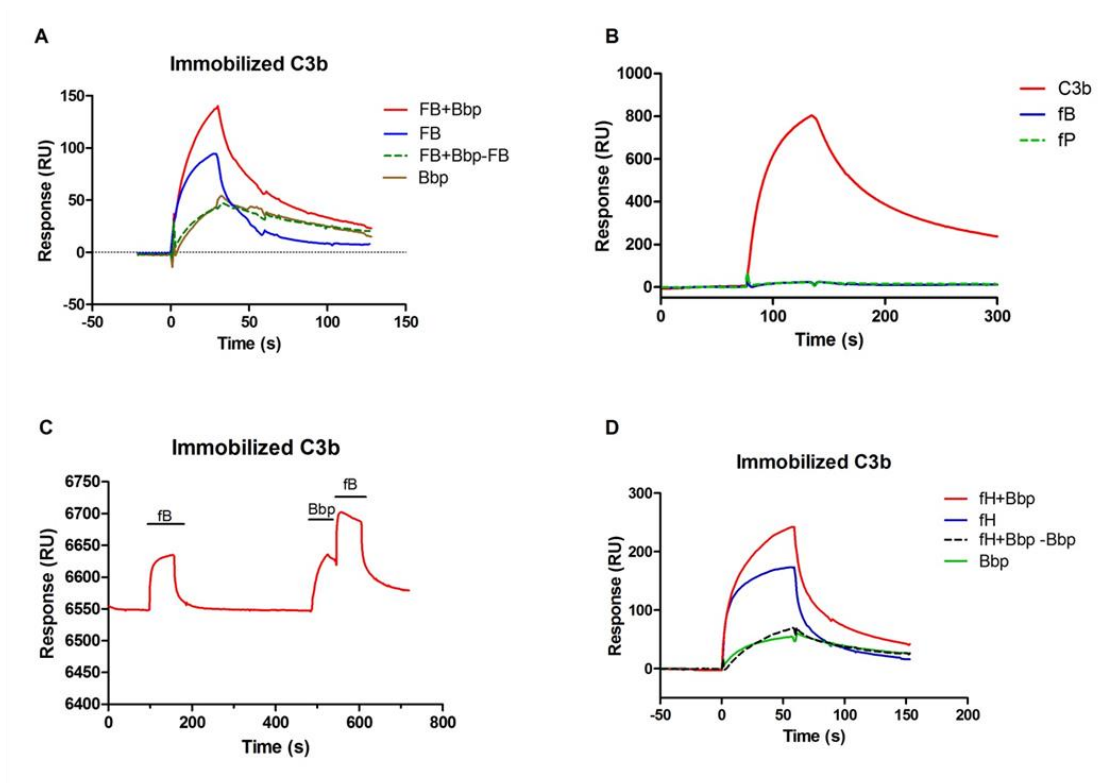 A
Immobilized C3b
150
100
50
0
-50
-50 0 50 100 150
Response (RU)
Time (s)
FB+Bbp
FB
FB+Bbp-FB
Bbp
B
1000
800
600
400
200
0
0 100 200 300
Response (RU)
Time (s)
C3b
fB
fP
C
Immobilized C3b
6750
6700
6650
6600
6550
6500
6450
6400
0 200 400 600 800
Response (RU)
Time (s)
fB
Bbp
fB
D
Immobilized C3b
300
200
100
0
-50 0 50 100 150 200
Response (RU)
Time (s)
fH+Bbp
fH
fH+Bbp -Bbp
Bbp